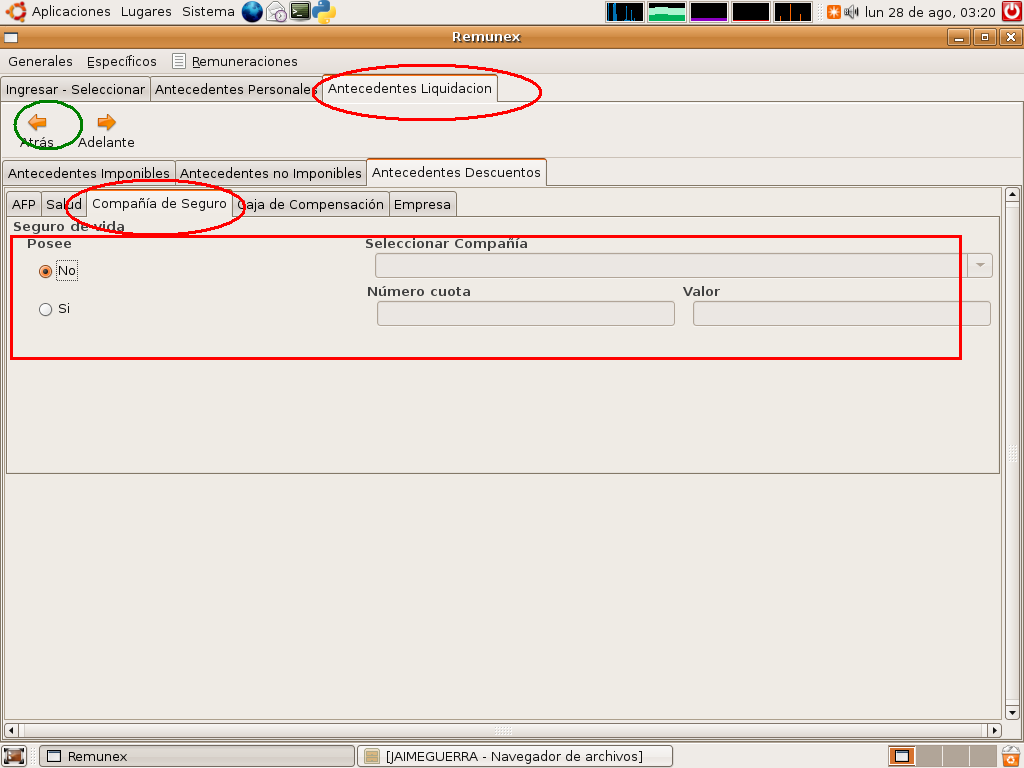 Aplicaciones Lugares Sistema lun 28 de ago, 03:20
Remunex
Generales Específicos Remuneraciones
Ingresar - Seleccionar Antecedentes Personales Antecedentes Liquidacion
Atrás Adelante
Antecedentes Imponibles Antecedentes no Imponibles Antecedentes Descuentos
AFP Salud Compañía de Seguro Caja de Compensación Empresa
Seguro de vida
Posee Seleccionar Compañía
No
Número cuota Valor
Si
Remunex [JAIMEGUERRA - Navegador de archivos]